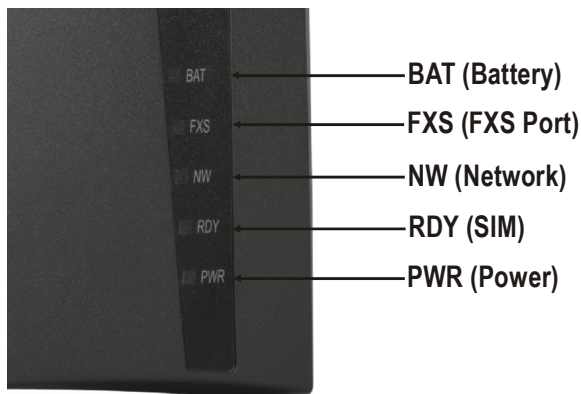 BAT BAT (Battery)
FXS FXS (FXS Port)
NW NW (Network)
RDY RDY (SIM)
PWR PWR (Power)